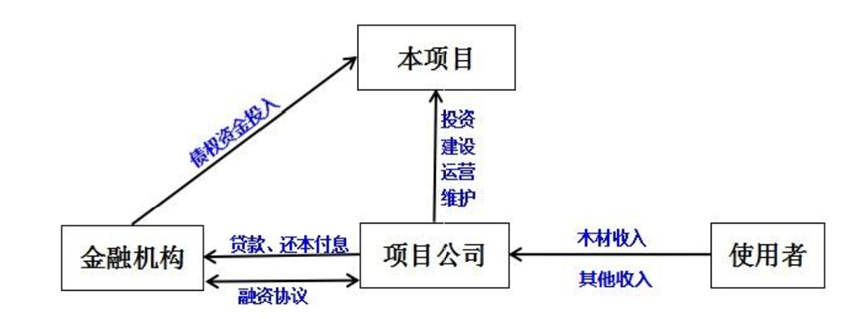 本项目
债权资金投入
投资
建设
运营
维护
金融机构
贷款、还本付息
融资协议
项目公司
木材收入
其他收入
使用者